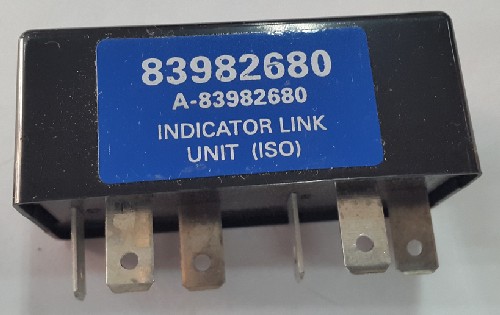 83982680
A-83982680
INDICATOR LINK
UNIT (ISO)